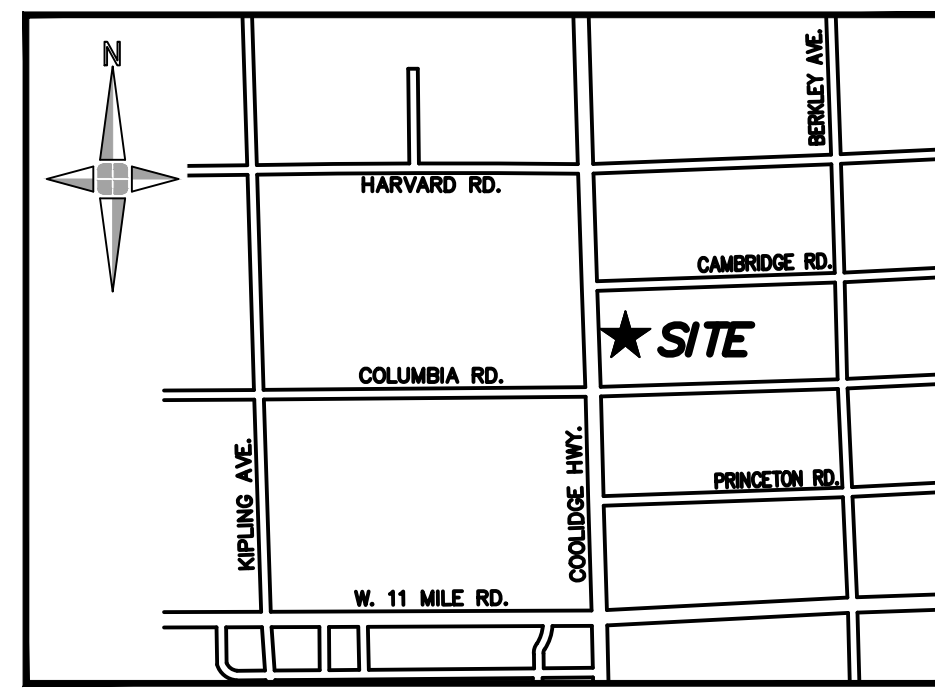 N
BERKLEY AVE.
HARVARD RD.
CAMBRIDGE RD.
SITE
COLUMBIA RD.
KIPLING AVE.
COOLIDGE HWY.
PRINCETON RD.
W. 11 MILE RD.